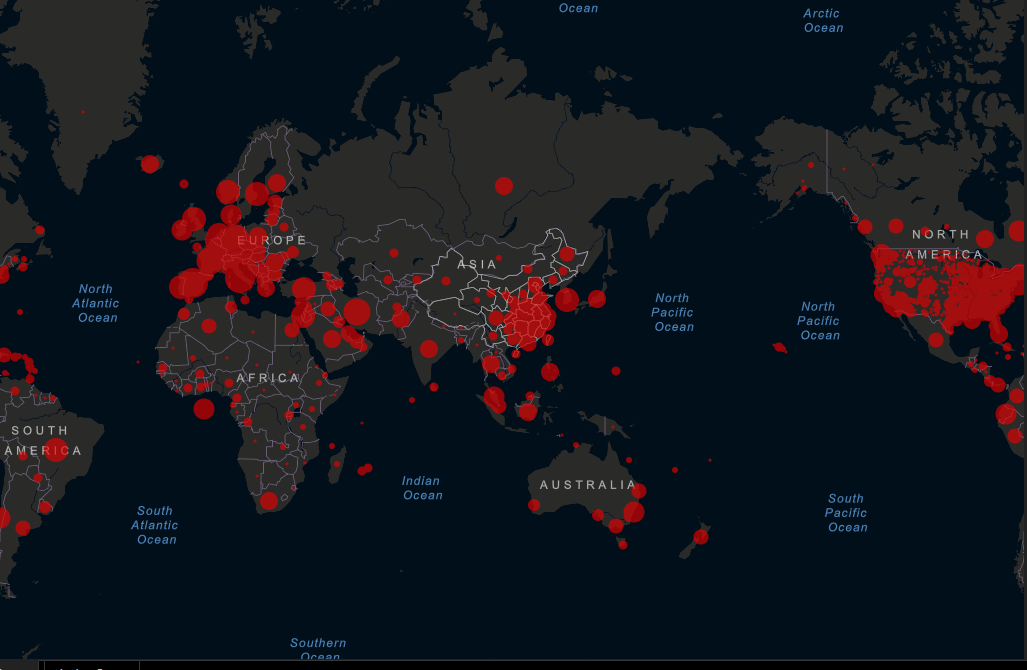 Ocean
Arctic
Ocean
NORTH
AMERICA
EUROPE
ASIA
North
Atlantic
Ocean
North
Pacific
Ocean
North
Pacific
Ocean
AFRICA
SOUTH
AMERICA
Indian
Ocean
AUSTRALIA
South
Atlantic
Ocean
South
Pacific
Ocean
Southern
Ocean